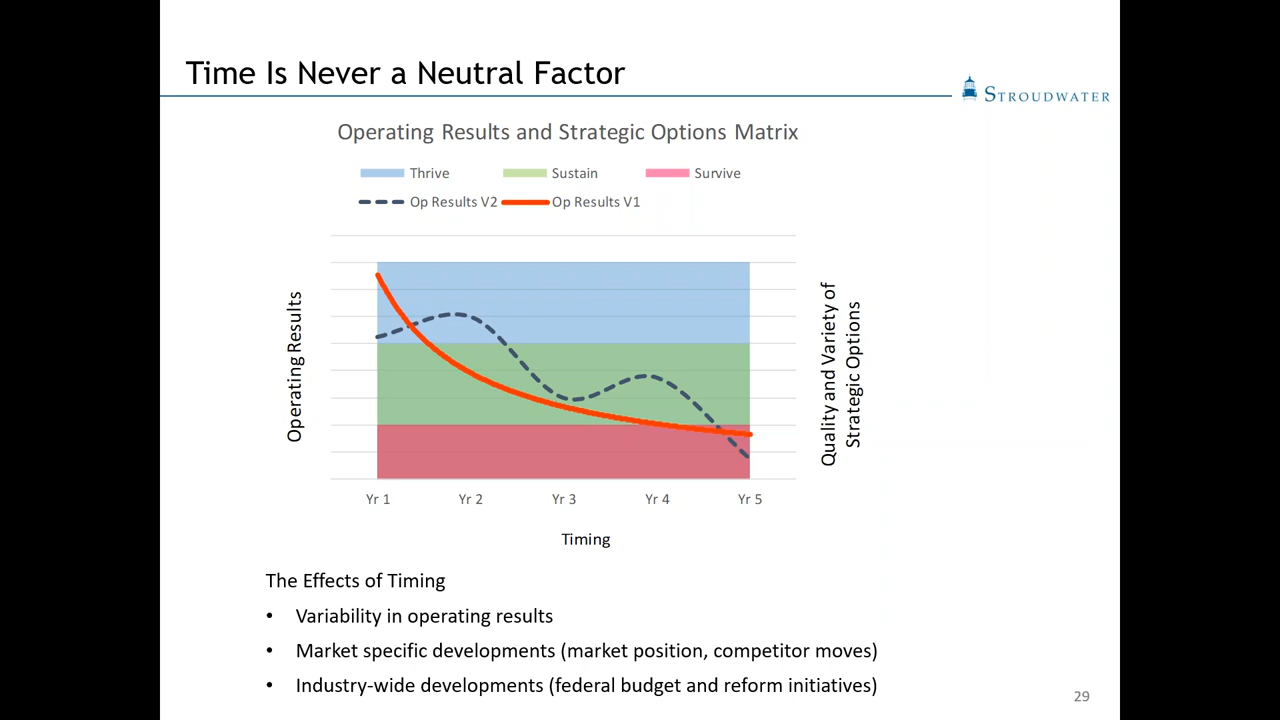 Time Is Never a Neutral Factor
STROUDWATER
Operating Results and Strategic Options Matrix
Thrive
Sustain
Survive
Op Results V2
Op Results V1
Operating Results
Quality and Variety of
Strategic Options
Yr 1
Yr 2
Yr 3
Yr 4
Yr 5
Timing
The Effects of Timing
• Variability in operating results
• Market specific developments (market position, competitor moves)
• Industry-wide developments (federal budget and reform initiatives)
29